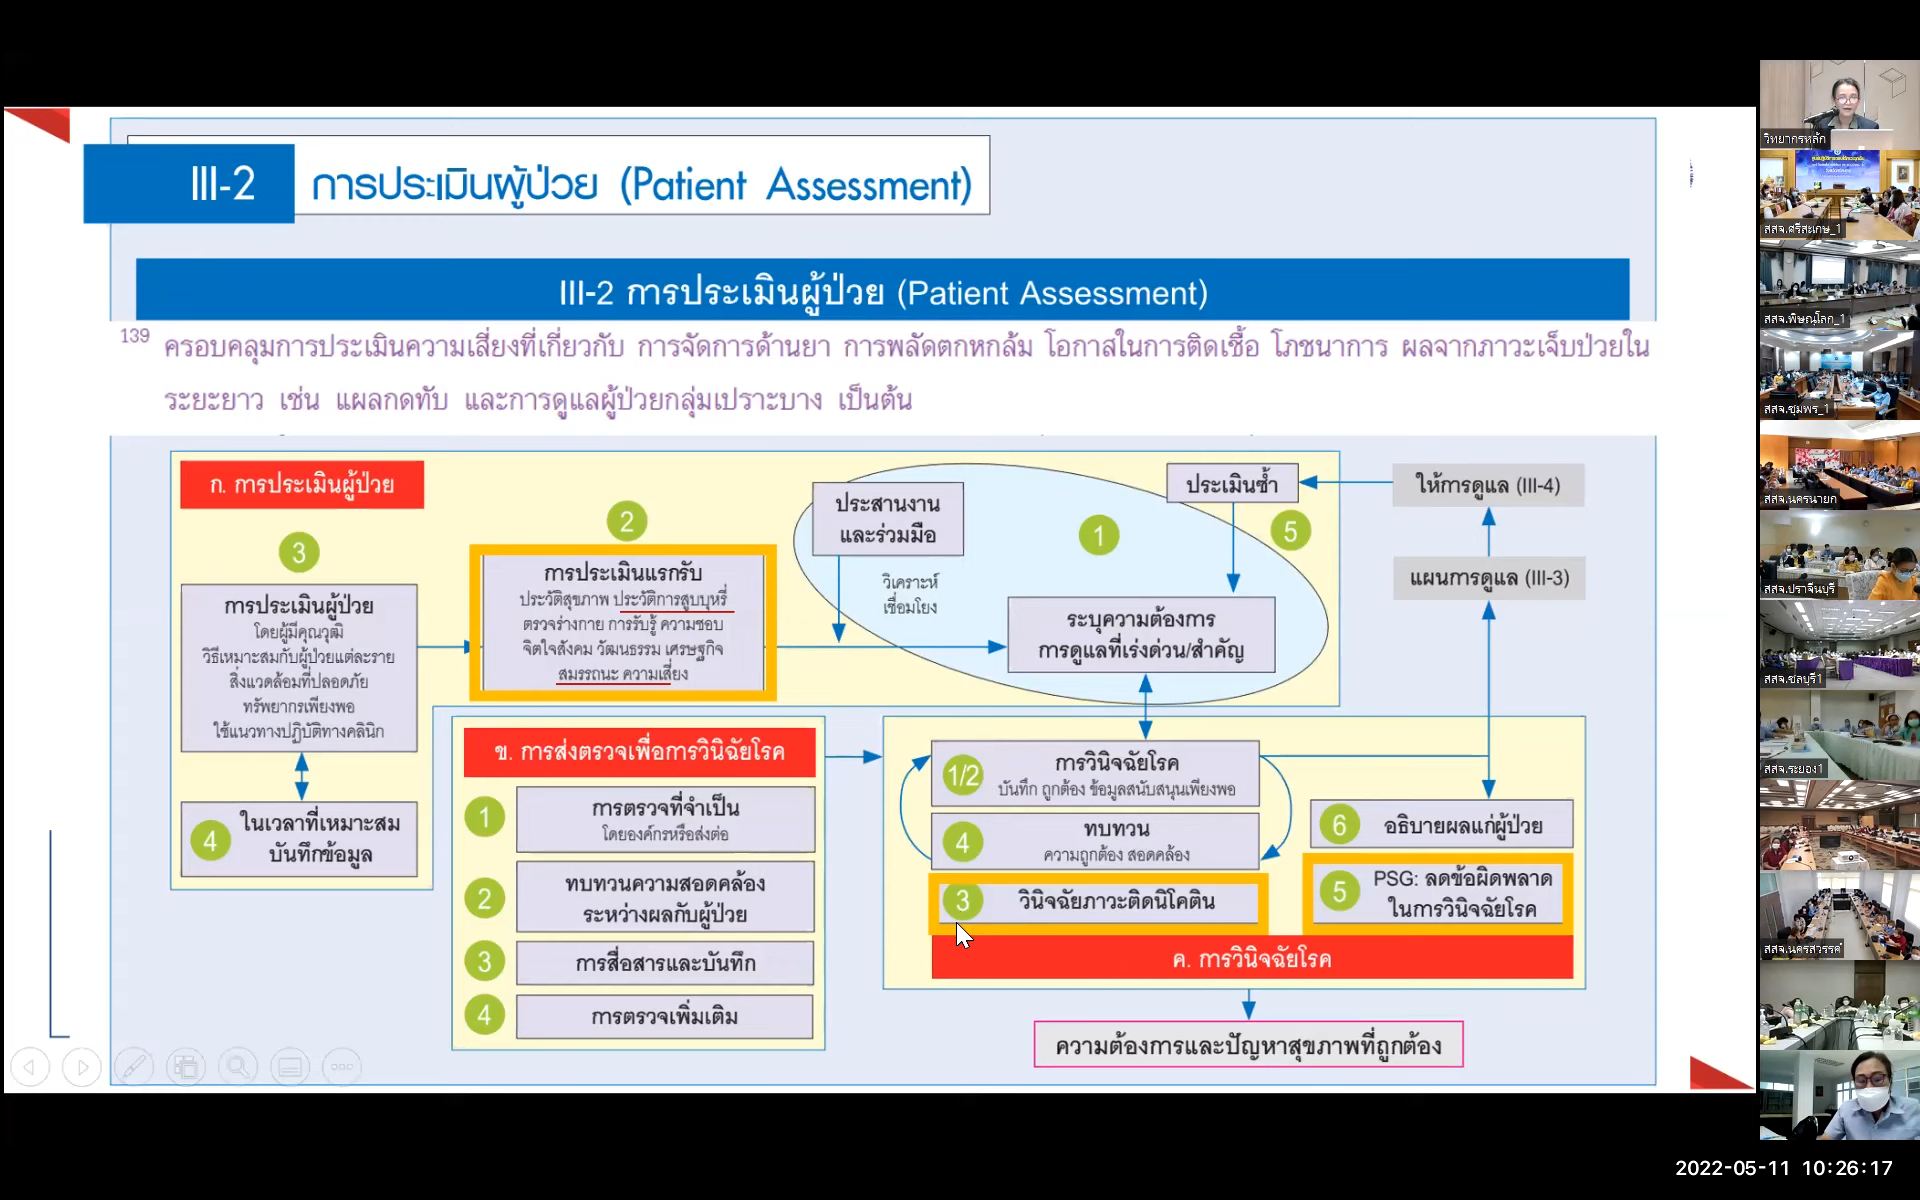 III-2 การประเมินผู้ป่วย (Patient Assessment)
III-2 การประเมินผู้ป่วย (Patient Assessment)
139 ครอบคลุมการประเมินความเสี่ยงที่เกี่ยวกับ การจัดการด้านยา การพลัดตกหกล้ม โอกาสในการติดเชื้อ โภชนาการ ผลจากภาวะเจ็บป่วยใน
ระยะยาว เช่น แผลกดทับ และการดูแลผู้ป่วยกลุ่มเปราะบาง เป็นต้น
ก. การประเมินผู้ป่วย
3
การประเมินผู้ป่วย
โดยผู้มีคุณวุฒิ
วิธีเหมาะสมกับผู้ป่วยแต่ละราย
สิ่งแวดล้อมที่ปลอดภัย
ทรัพยากรเพียงพอ
ใช้แนวทางปฏิบัติทางคลินิก
4 ในเวลาที่เหมาะสม
บันทึกข้อมูล
2
การประเมินแรกรับ
ประวัติสุขภาพ ประวัติการสูบบุหรี่
ตรวจร่างกาย การรับรู้ ความชอบ
จิตใจสังคม วัฒนธรรม เศรษฐกิจ
สมรรถนะ ความเสี่ยง
ประสานงาน
และร่วมมือ
วิเคราะห์
เชื่อมโยง
1
ประเมินซ้ำ
5
ระบุความต้องการ
การดูแลที่เร่งด่วน/สำคัญ
ให้การดูแล (III-4)
แผนการดูแล (III-3)
ข. การส่งตรวจเพื่อการวินิจฉัยโรค
1 การตรวจที่จำเป็น
โดยองค์กรหรือส่งต่อ
2 ทบทวนความสอดคล้อง
ระหว่างผลกับผู้ป่วย
3 การสื่อสารและบันทึก
4 การตรวจเพิ่มเติม
1/2 การวินิจฉัยโรค
บันทึก ถูกต้อง ข้อมูลสนับสนุนเพียงพอ
4 ทบทวน
ความถูกต้อง สอดคล้อง
3 วินิจฉัยภาวะติดนิโคติน
6 อธิบายผลแก่ผู้ป่วย
5 PSG: ลดข้อผิดพลาด
ในการวินิจฉัยโรค
ค. การวินิจฉัยโรค
ความต้องการและปัญหาสุขภาพที่ถูกต้อง
วิทยากรหลัก
สสจ.ศรีสะเกษ_1
สสจ.พิษณุโลก_1
สสจ.ชุมพร_1
สสจ.นครนายก
สสจ.ปราจีนบุรี
สสจ.ชลบุรี1
สสจ.ระยอง1
สสจ.นครสวรรค์
2022-05-11 10:26:17